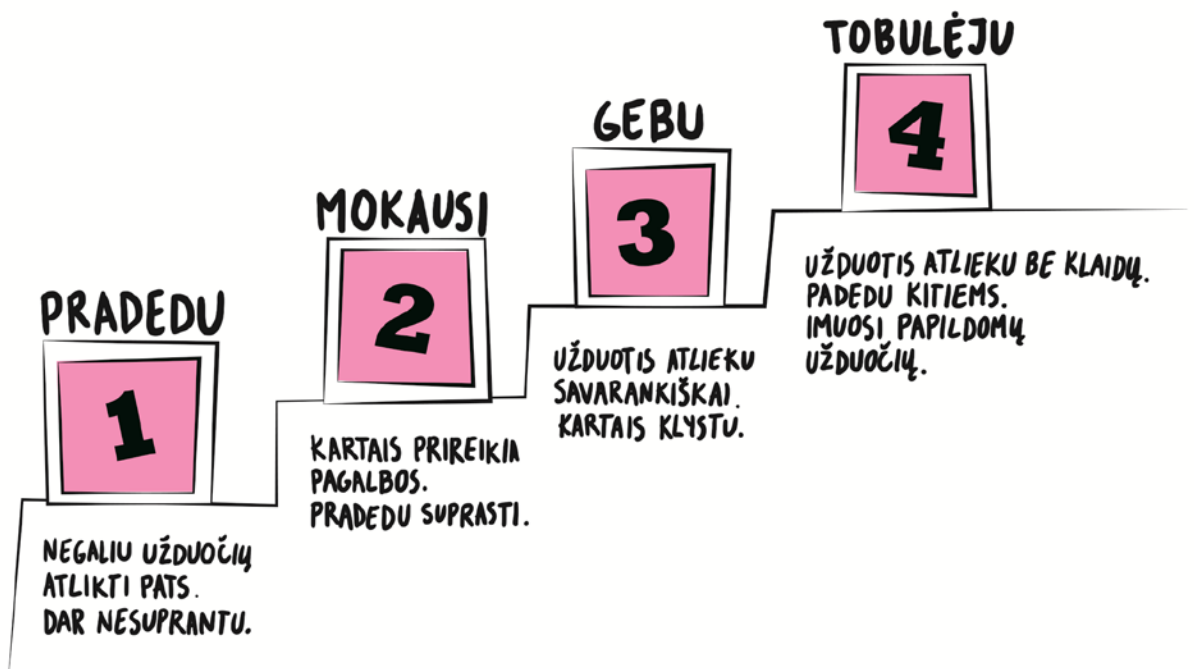 PRADEDU
1
NEGALIU UŽDUOČIŲ
ATLIKTI PATS.
DAR NESUPRANTU.
MOKAUSI
2
KARTAIS PRIREIKIA
PAGALBOS.
PRADEDU SUPRASTI.
GEBU
3
UŽDUOTIS ATLIEKU
SAVARANKIŠKAI.
KARTAIS KLYSTU.
TOBULĖJU
4
UŽDUOTIS ATLIEKU BE KLAIDŲ.
PADEDU KITIEMS.
IMUOSI PAPILDOMŲ
UŽDUOČIŲ.